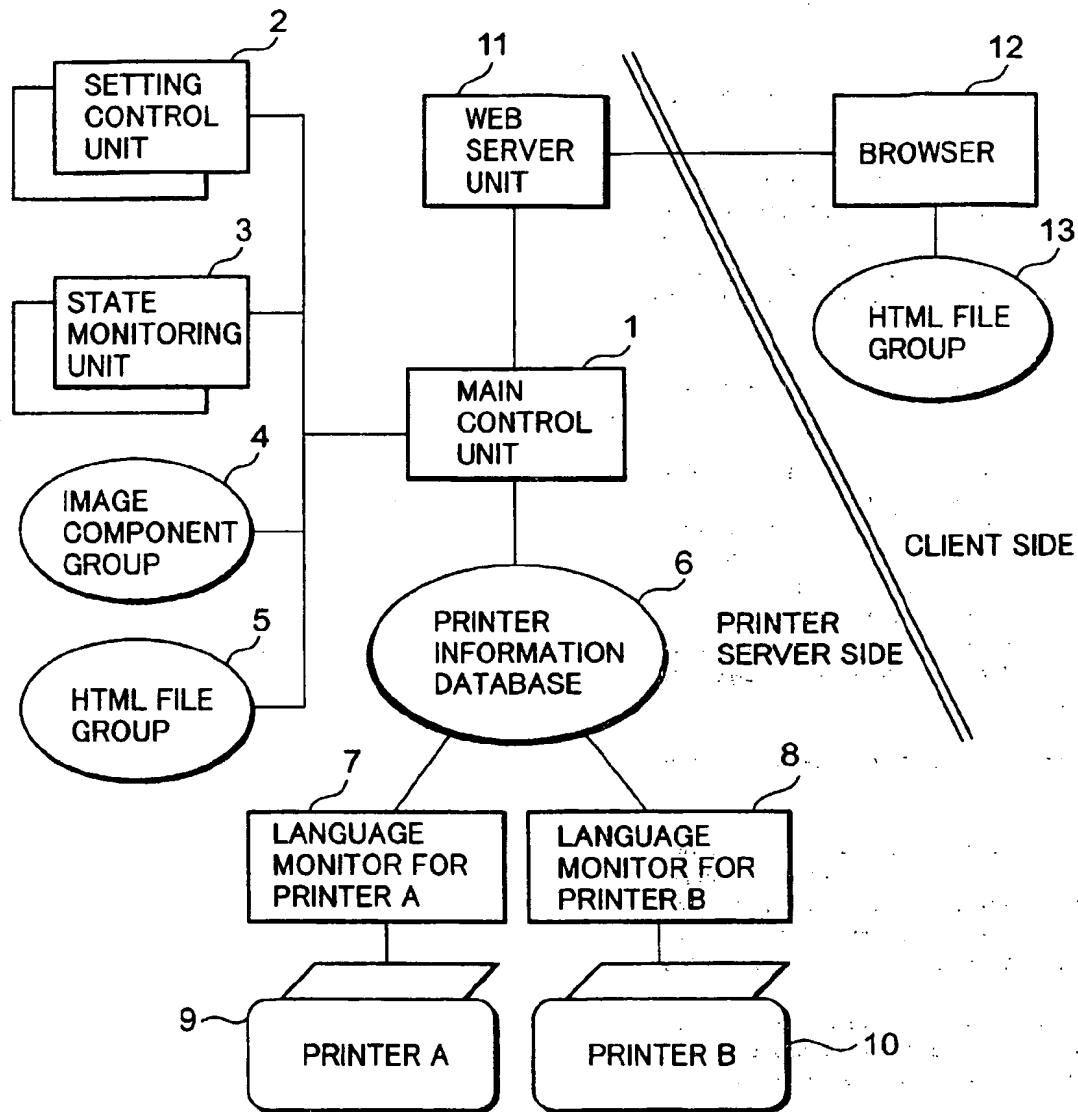 2
SETTING
CONTROL
UNIT
11
WEB
SERVER
UNIT
12
BROWSER
13
HTML FILE
GROUP
3
STATE
MONITORING
UNIT
1
MAIN
CONTROL
UNIT
4
IMAGE
COMPONENT
GROUP
CLIENT SIDE
5
HTML FILE
GROUP
6
PRINTER
INFORMATION
DATABASE
PRINTER
SERVER SIDE
7
LANGUAGE
MONITOR FOR
PRINTER A
8
LANGUAGE
MONITOR FOR
PRINTER B
9
PRINTER A
PRINTER B
10